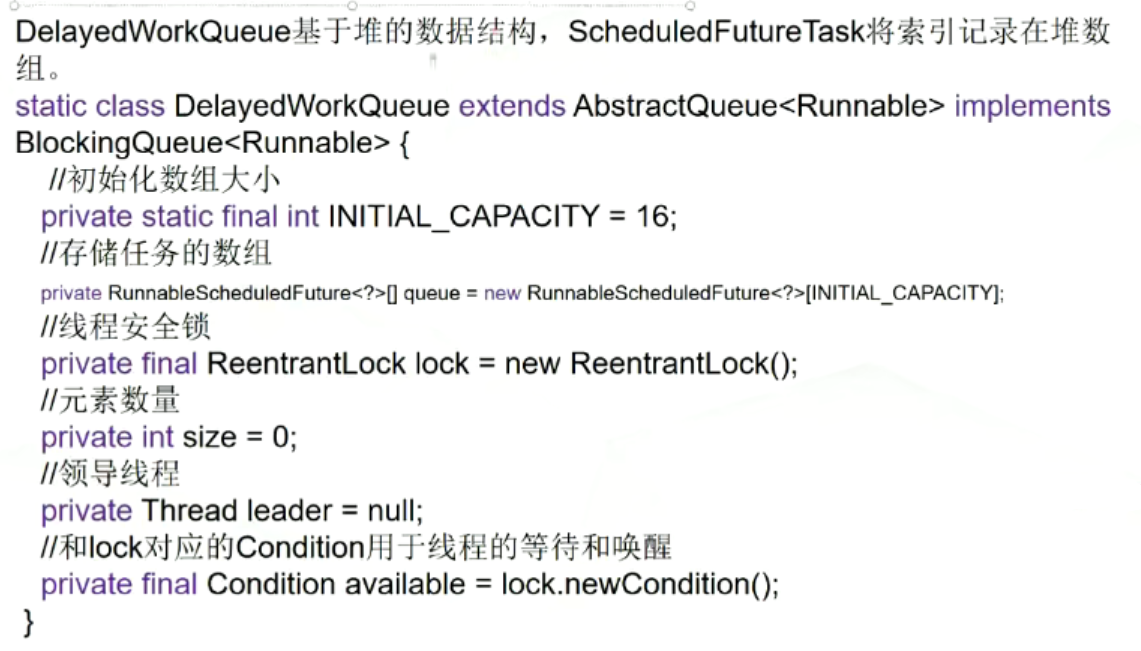 DelayedWorkQueue基于堆的数据结构，ScheduledFutureTask将索引记录在堆数
组。
static class DelayedWorkQueue extends AbstractQueue<Runnable> implements
BlockingQueue<Runnable> {
//初始化数组大小
private static final int INITIAL_CAPACITY = 16;
//存储任务的数组
private RunnableScheduledFuture<?>[] queue = new RunnableScheduledFuture<?>[INITIAL_CAPACITY];
//线程安全锁
private final ReentrantLock lock = new ReentrantLock();
//元素数量
private int size = 0;
//领导线程
private Thread leader = null;
//和lock对应的Condition用于线程的等待和唤醒
private final Condition available = lock.newCondition();
}